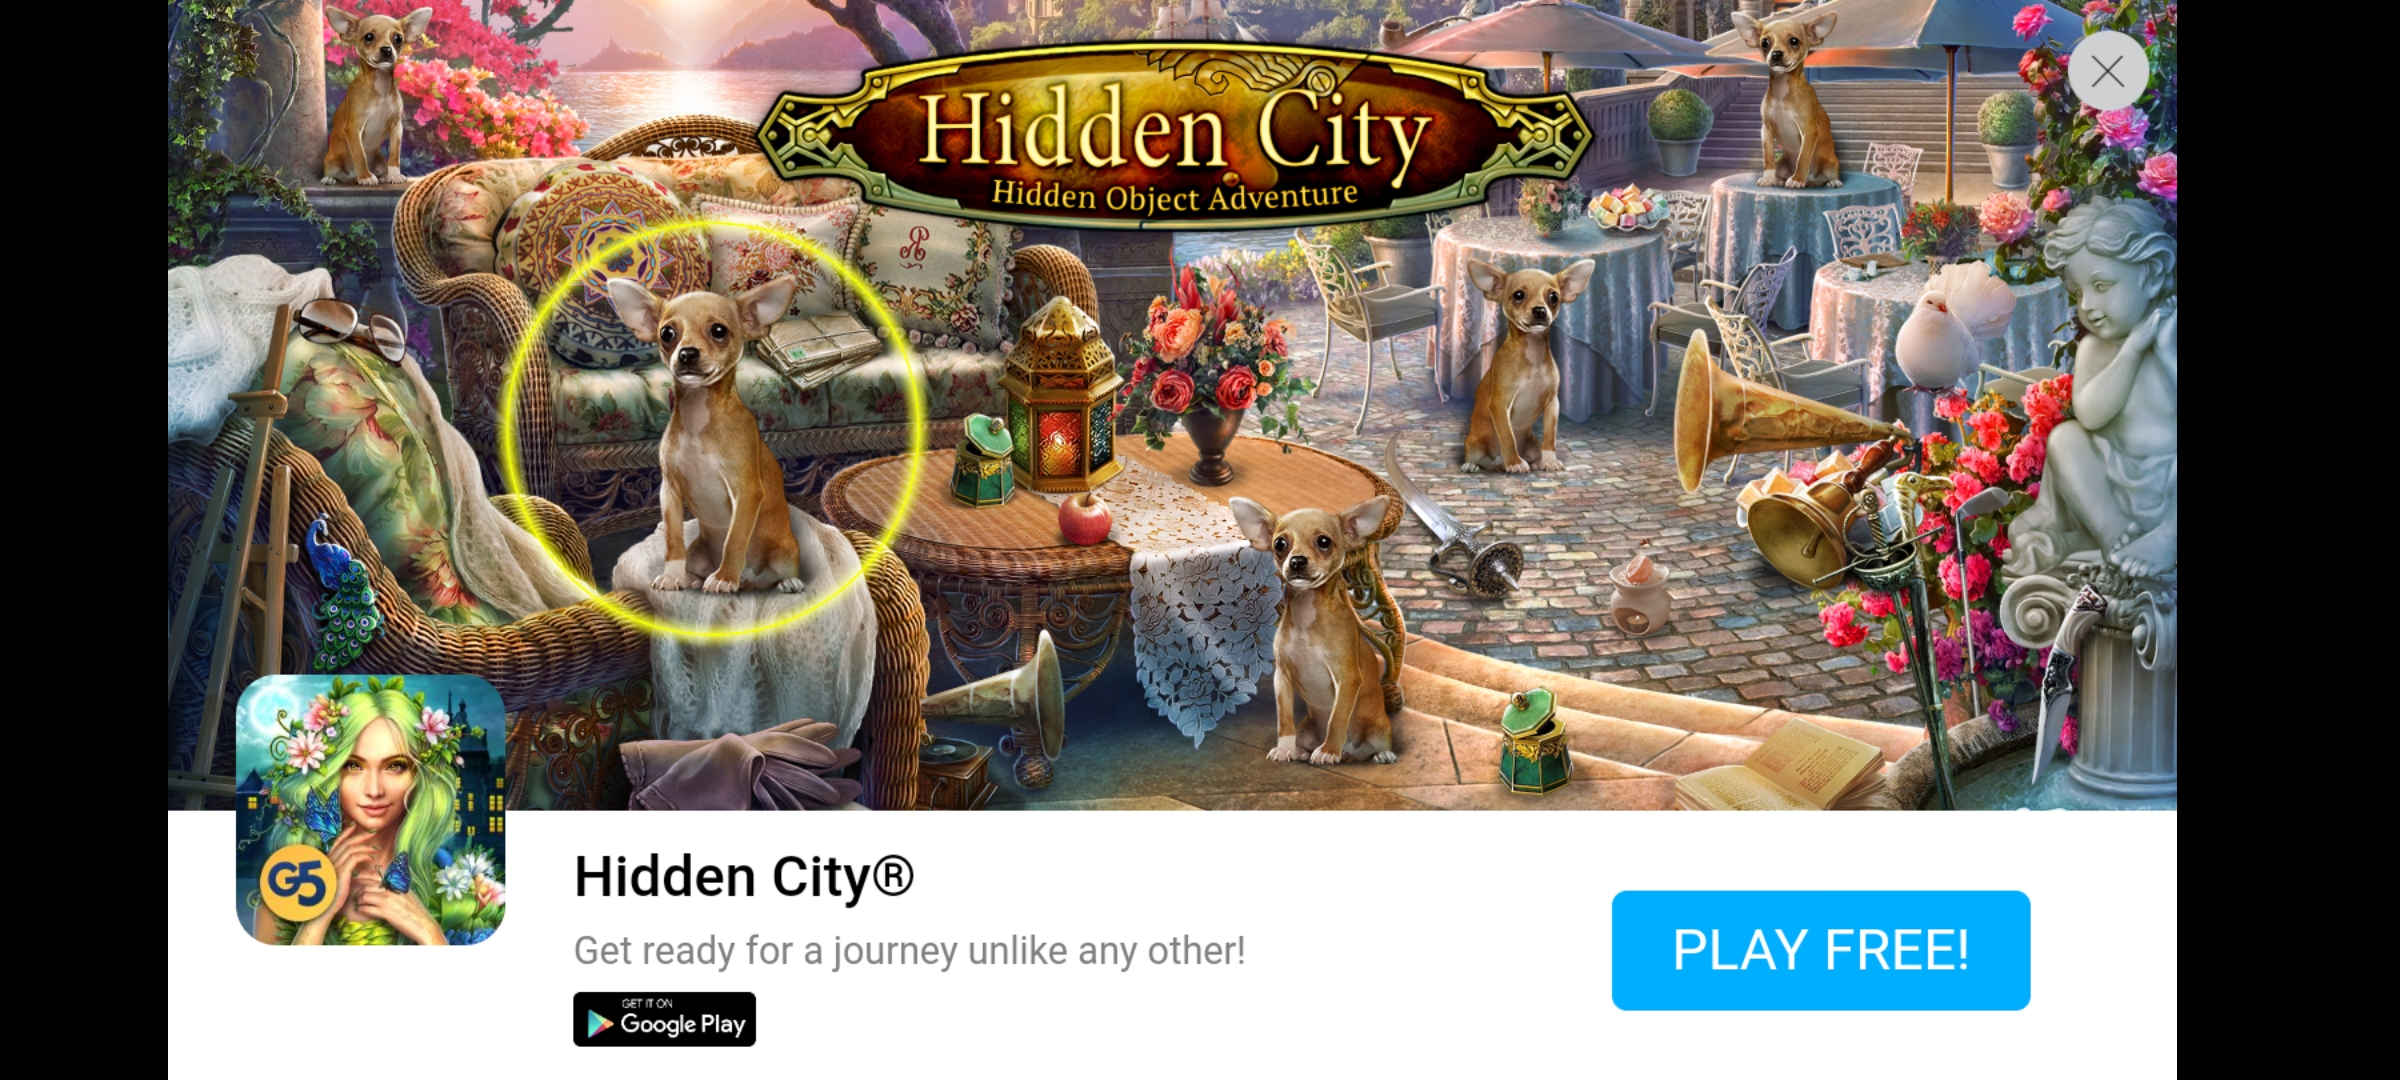 Hidden City
Hidden Object Adventure
G5
Hidden City®
Get ready for a journey unlike any other!
PLAY FREE!
GET IT ON
Google Play